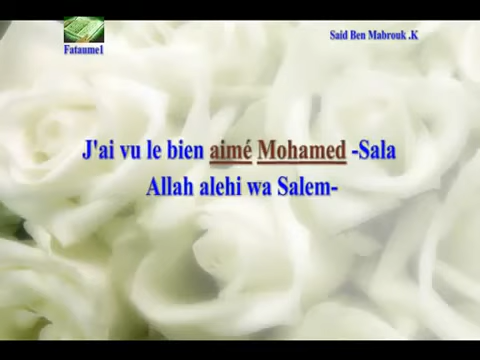 Said Ben Mabrouk .K
Fataume1
J'ai vu le bien aimé Mohamed -Sala
Allah alehi wa Salem-